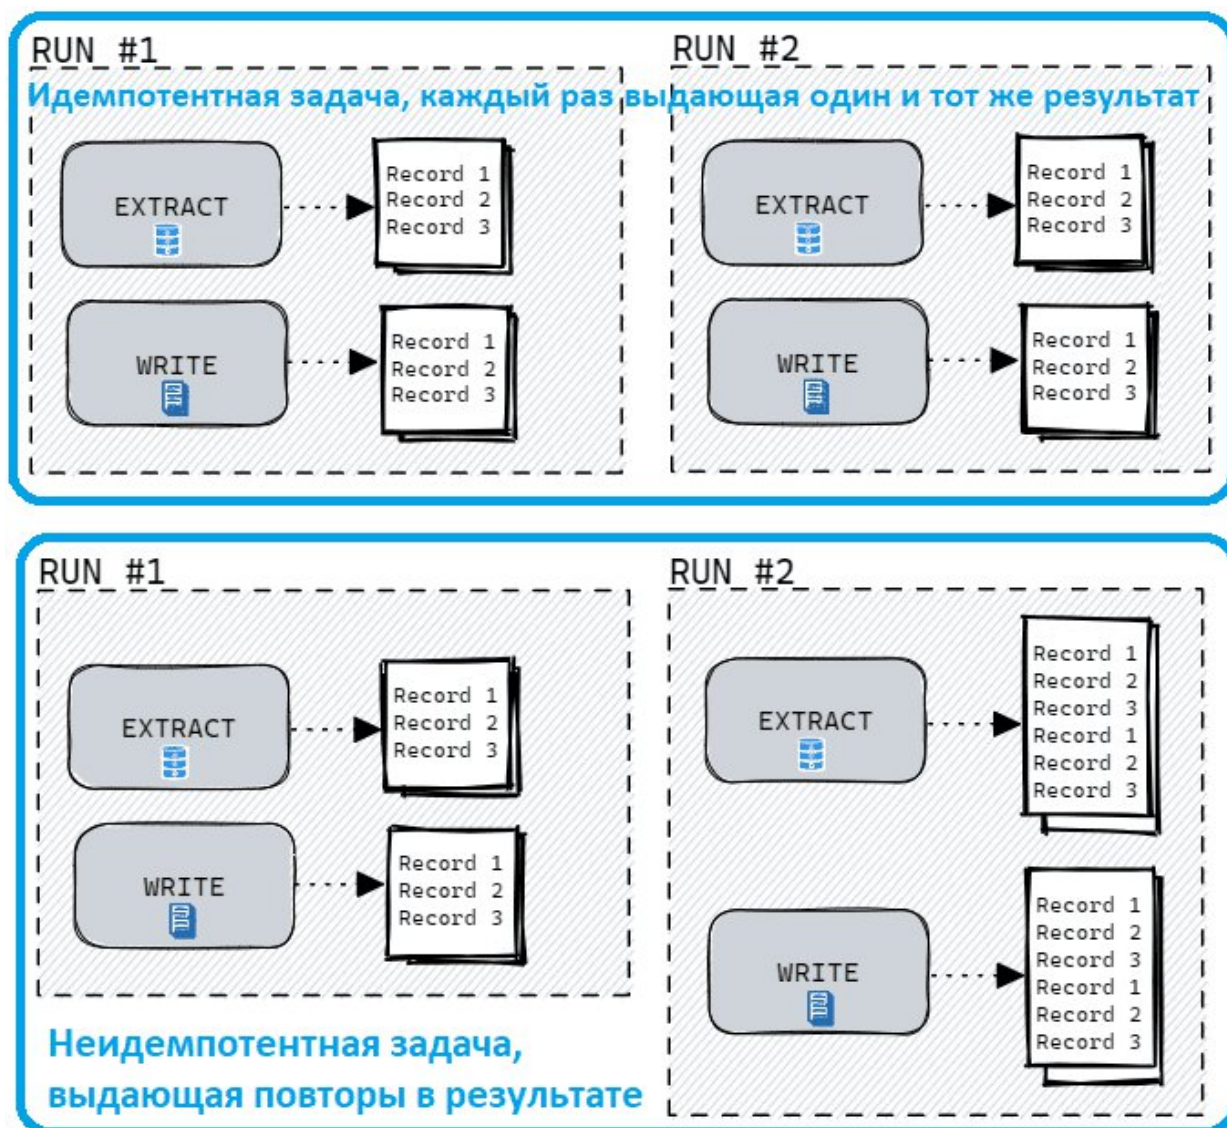 RUN #1
RUN #2
Идемпотентная задача, каждый раз выдающая один и тот же результат
EXTRACT
Record 1
Record 2
Record 3
WRITE
Record 1
Record 2
Record 3
EXTRACT
Record 1
Record 2
Record 3
WRITE
Record 1
Record 2
Record 3
RUN #1
EXTRACT
Record 1
Record 2
Record 3
WRITE
Record 1
Record 2
Record 3
RUN #2
EXTRACT
Record 1
Record 2
Record 3
Record 1
Record 2
Record 3
WRITE
Record 1
Record 2
Record 3
Record 1
Record 2
Record 3
Неидемпотентная задача,
выдающая повторы в результате